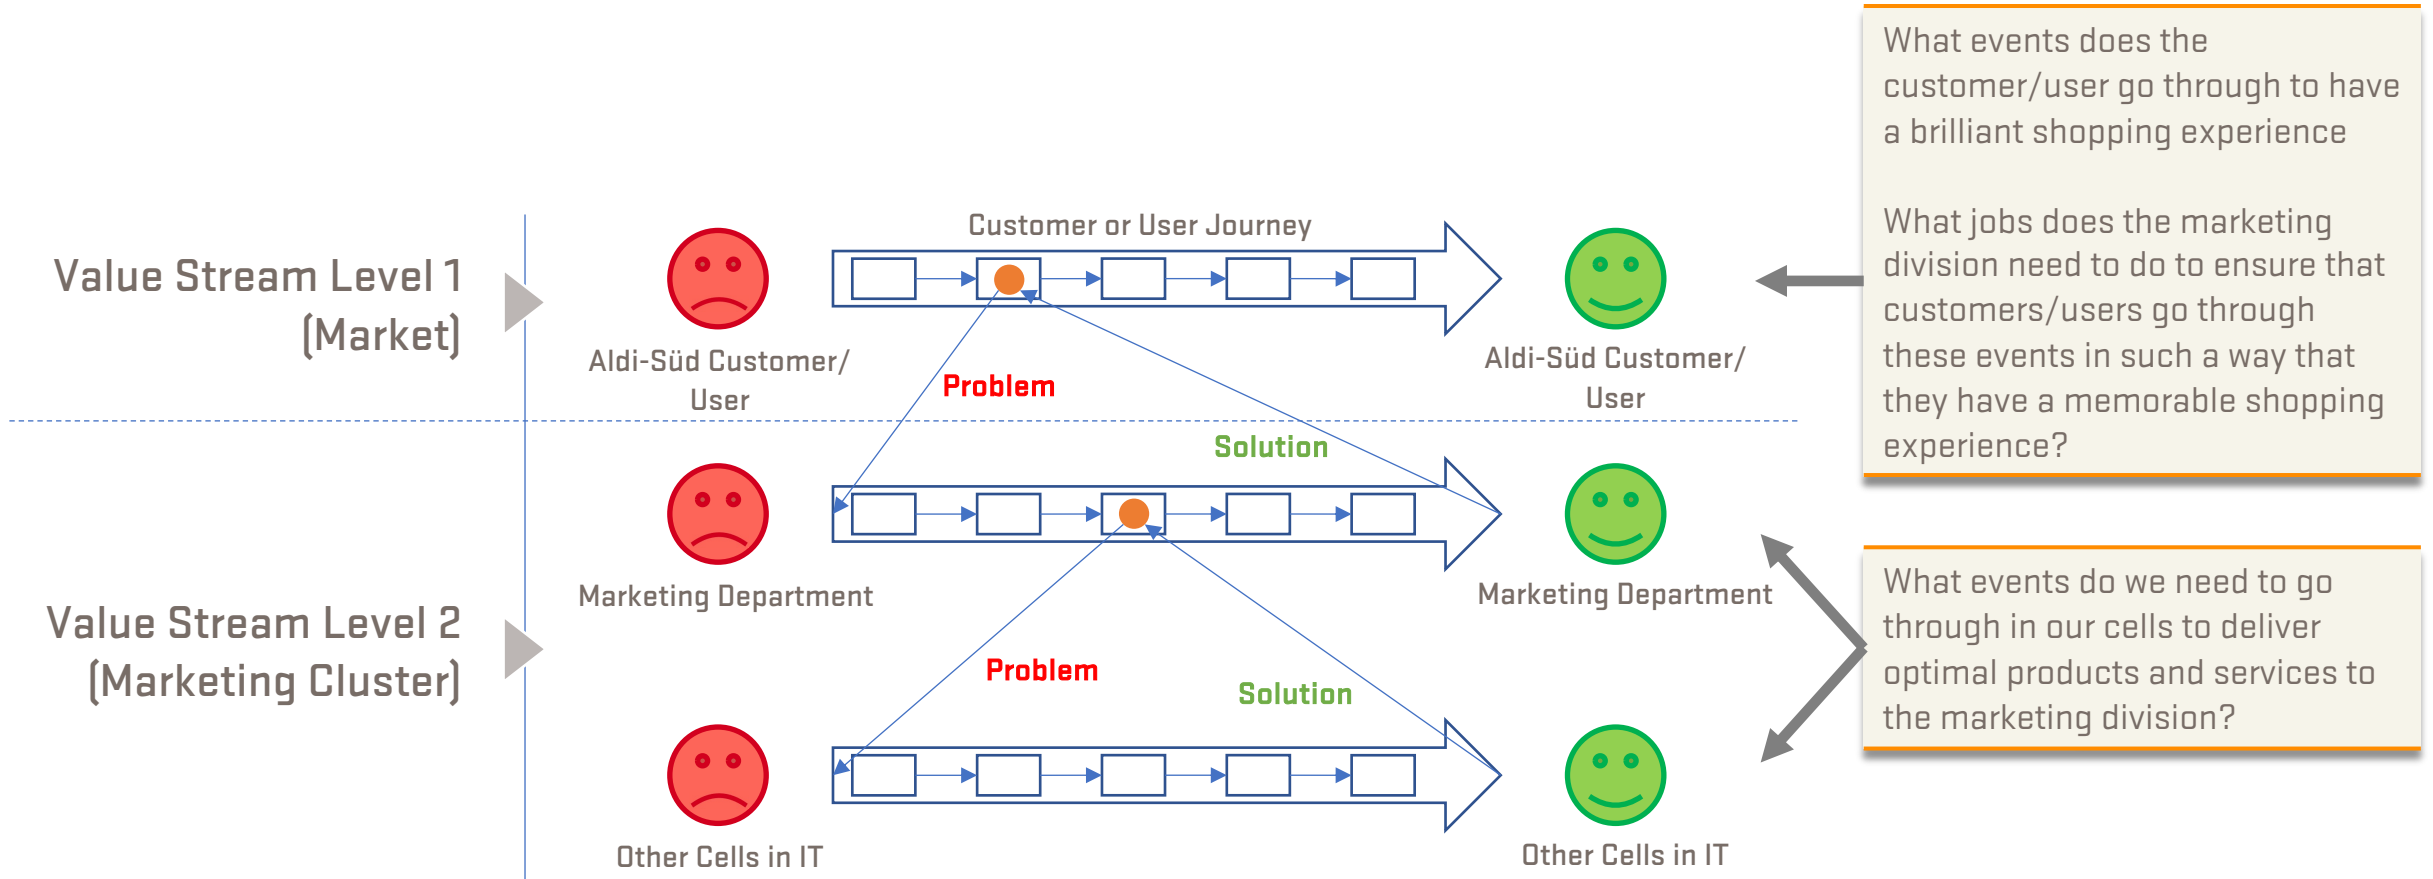 What events does the
customer/user go through to have
a brilliant shopping experience
What jobs does the marketing
division need to do to ensure that
customers/users go through
these events in such a way that
they have a memorable shopping
experience?
Customer or User Journey
Value Stream Level 1
(Market)
Aldi-Süd Customer/
User
Aldi-Süd Customer/
User
Problem
Solution
Marketing Department
Marketing Department
Value Stream Level 2
(Marketing Cluster)
What events do we need to go
through in our cells to deliver
optimal products and services to
the marketing division?
Problem
Solution
Other Cells in IT
Other Cells in IT